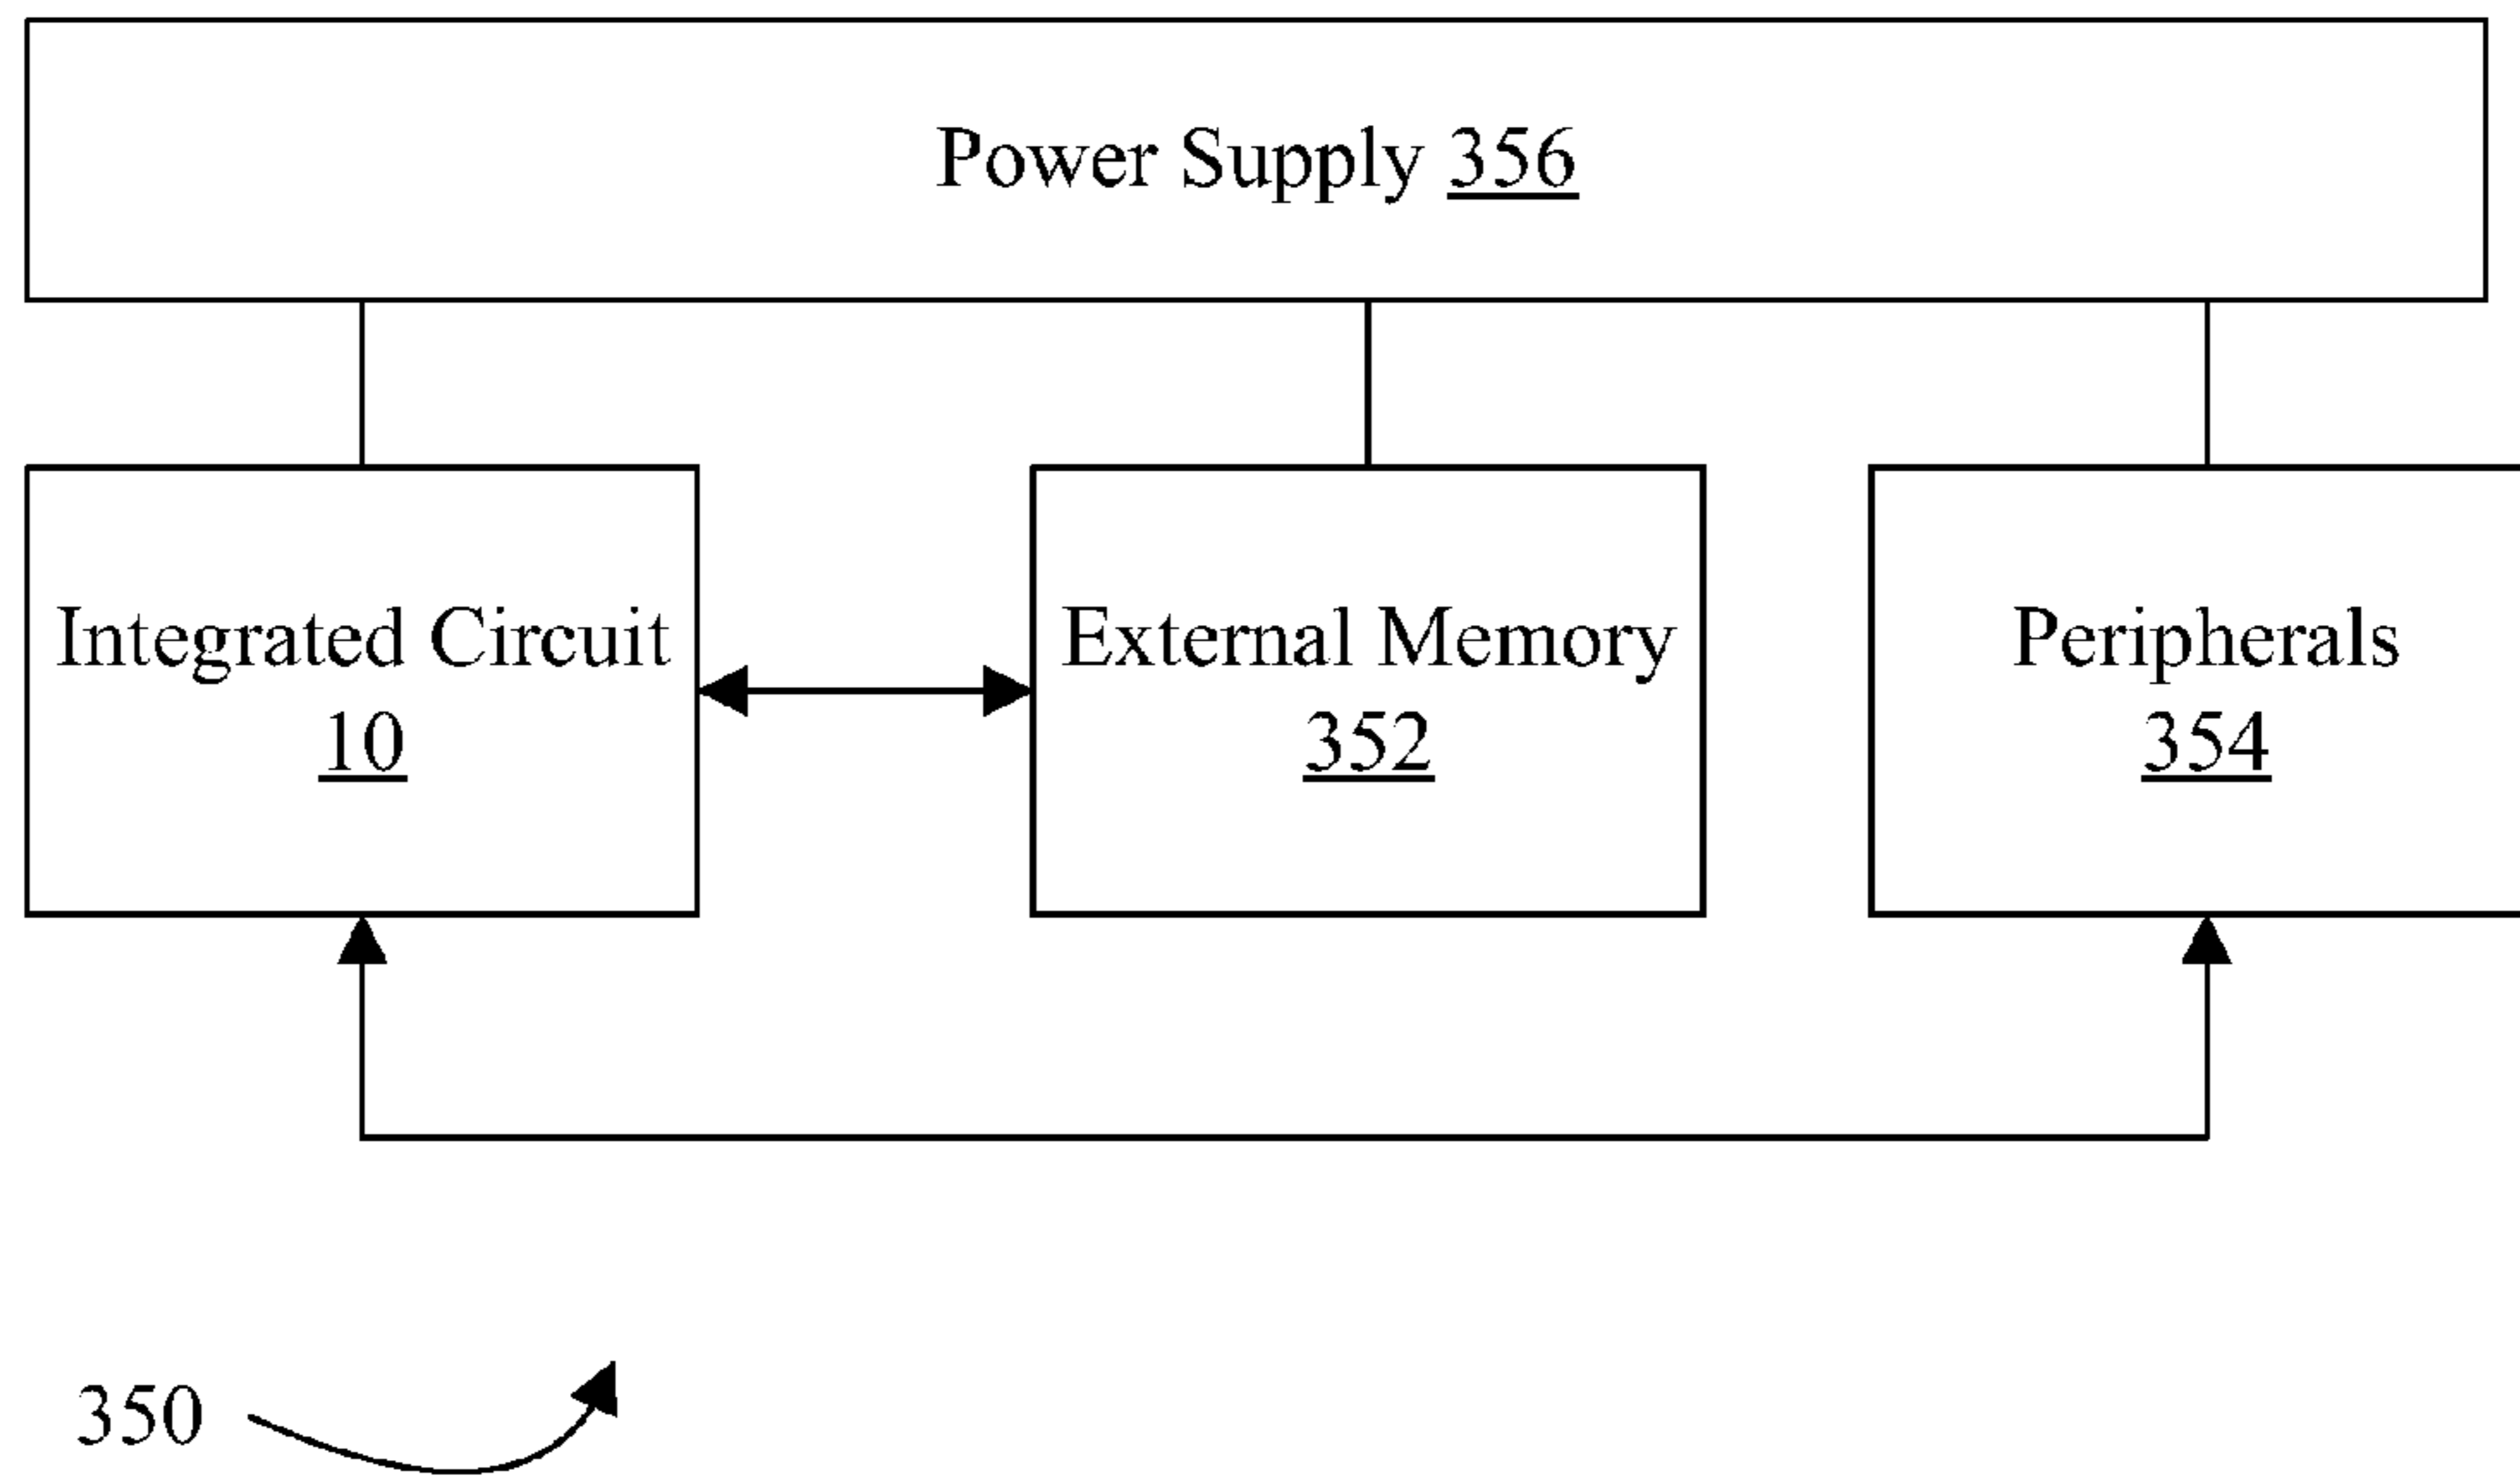 Power Supply 356
Integrated Circuit
10
External Memory
352
Peripherals
354
350